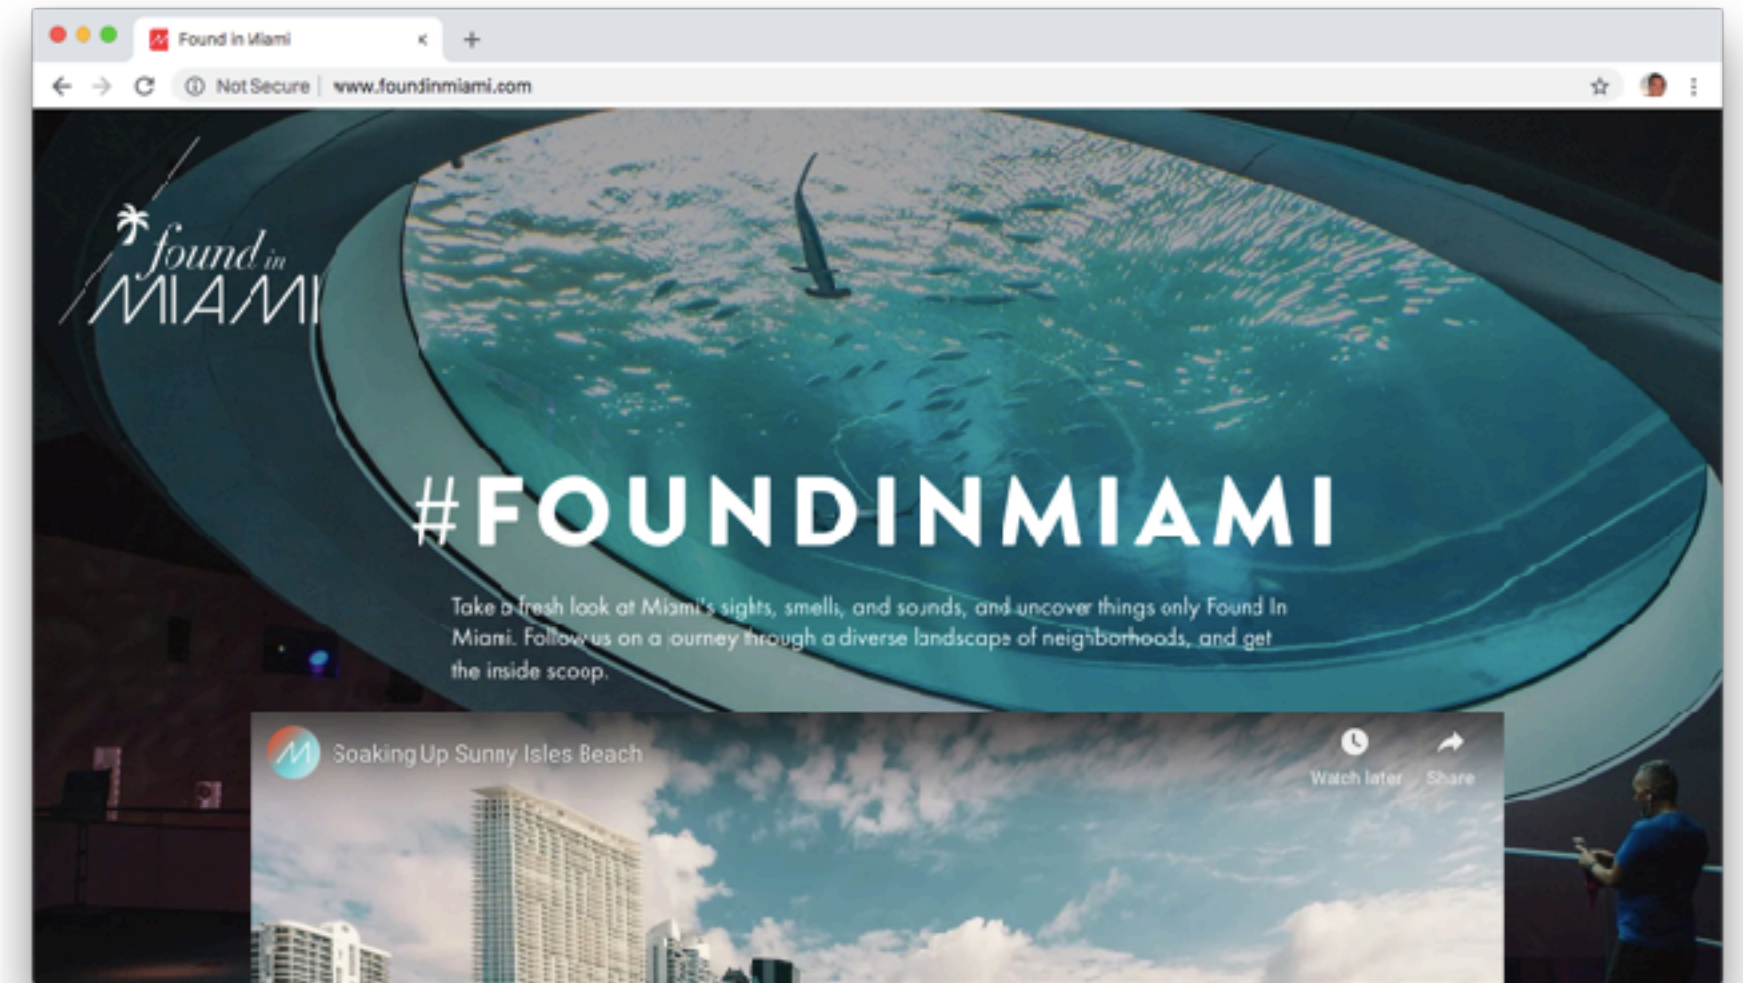 Found in Miami
Not Secure | www.foundinmiami.com
found in
MIAMI
#FOUNDINMIAMI
Take a fresh look at Miami's sights, smells, and sounds, and uncover things only Found In
Miami. Follow us on a journey through a diverse landscape of neighborhoods, and get
the inside scoop.
Soaking Up Sunny Isles Beach
Watch later
Share